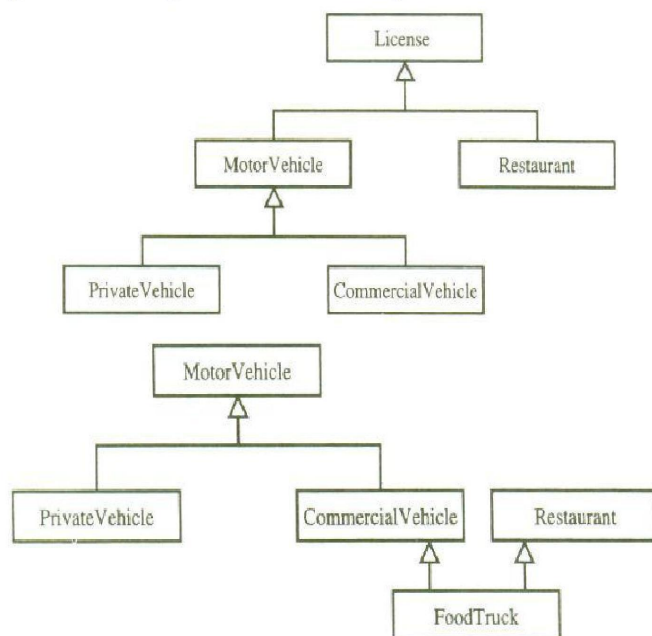 License
MotorVehicle Restaurant
PrivateVehicle CommercialVehicle
MotorVehicle
PrivateVehicle CommercialVehicle Restaurant
FoodTruck